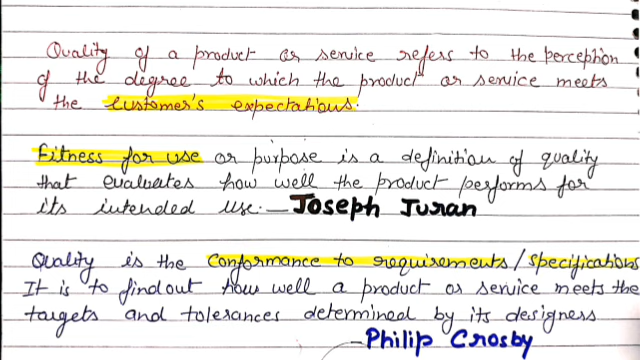 Quality of a product or service refers to the perception
of the degree to which the product or service meets
the customer's expectations.
Fitness for use or purpose is a definition of quality
that evaluates how well the product performs for
its intended use. — Joseph Juran
Quality is the conformance to requirements/specifications
It is to find out how well a product or service meets the
targets and tolerances determined by its designess
— Philip Crosby